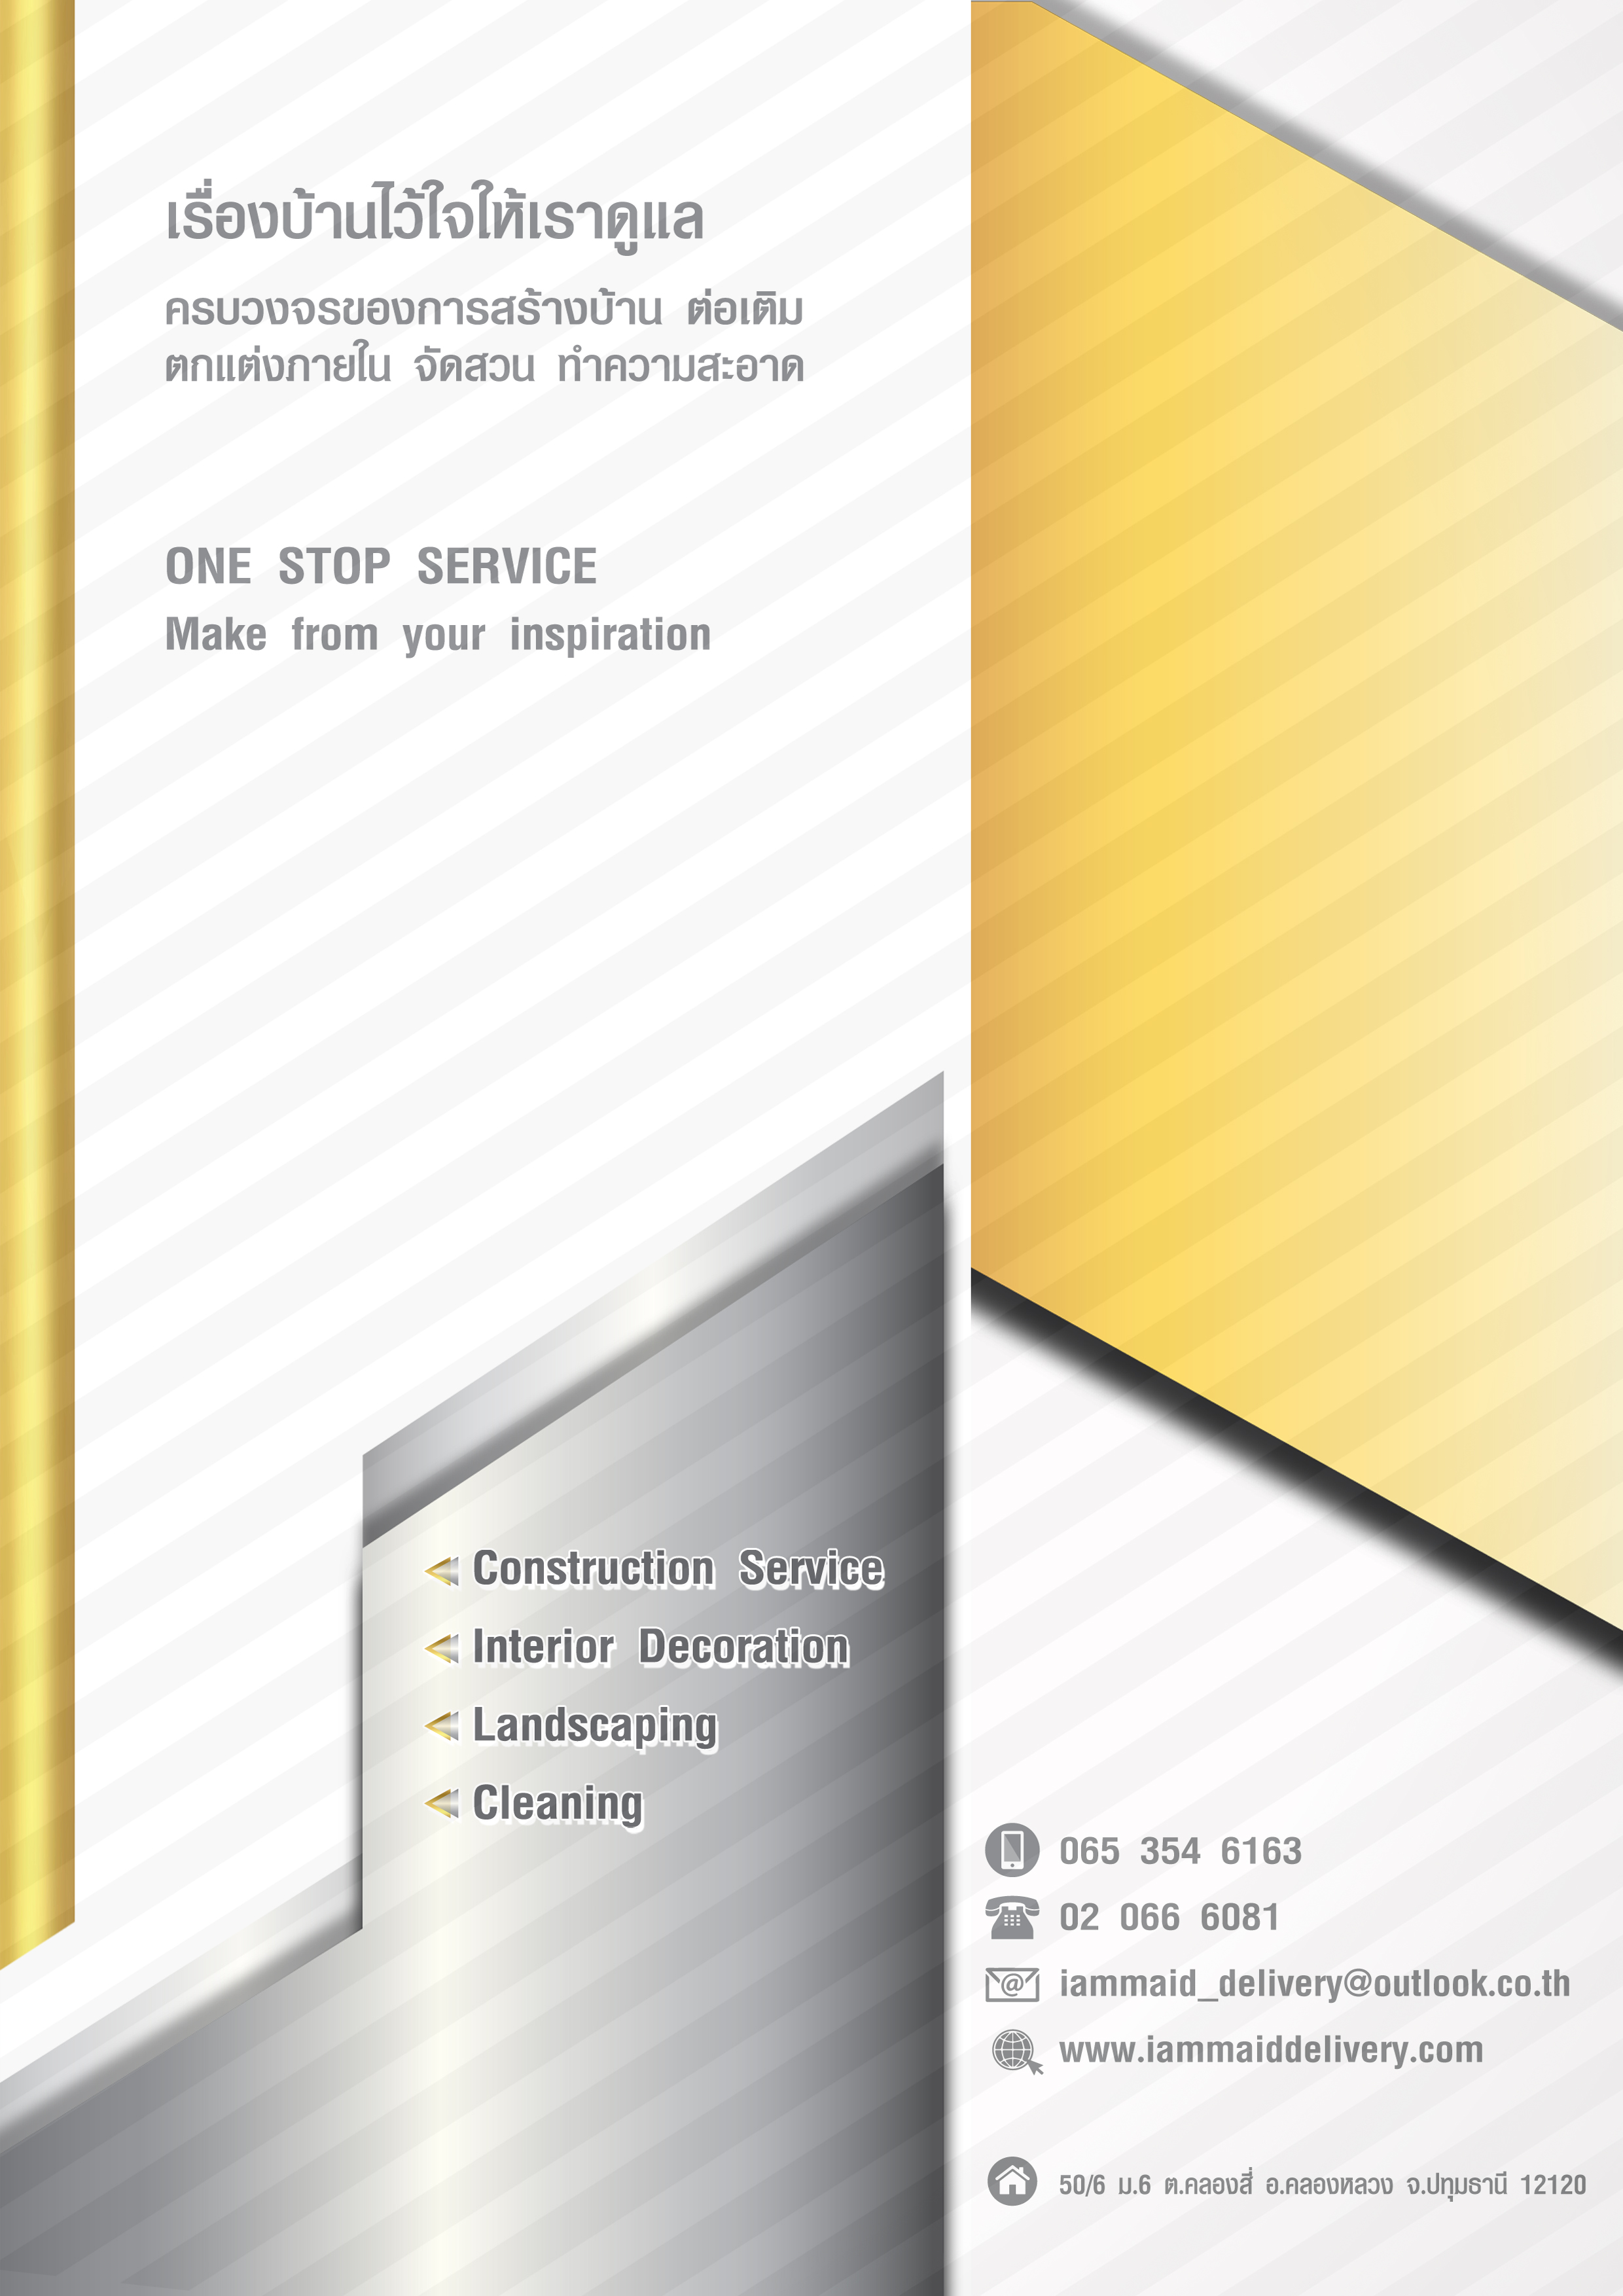 เรื่องบ้านไว้ใจให้เราดูแล
ครบวงจรของการสร้างบ้าน ต่อเติม
ตกแต่งภายใน จัดสวน ทำความสะอาด
ONE STOP SERVICE
Make from your inspiration
Construction Service
Interior Decoration
Landscaping
Cleaning
065 354 6163
02 066 6081
iammaid_delivery@outlook.co.th
www.iammaiddelivery.com
50/6 ม.6 ต.คลองสี่ อ.คลองหลวง จ.ปทุมธานี 12120